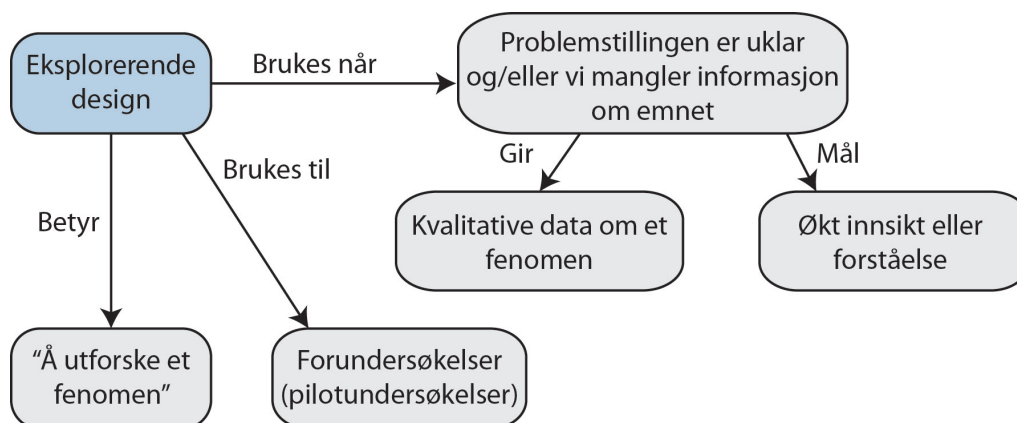 Eksplorerende
design
Brukes når
Problemstillingen er uklar
og/eller vi mangler informasjon
om emnet
Gir
Mål
Brukes til
Betyr
Kvalitative data om et
fenomen
Økt innsikt eller
forståelse
“Å utforske et
fenomen”
Forundersøkelser
(pilotundersøkelser)